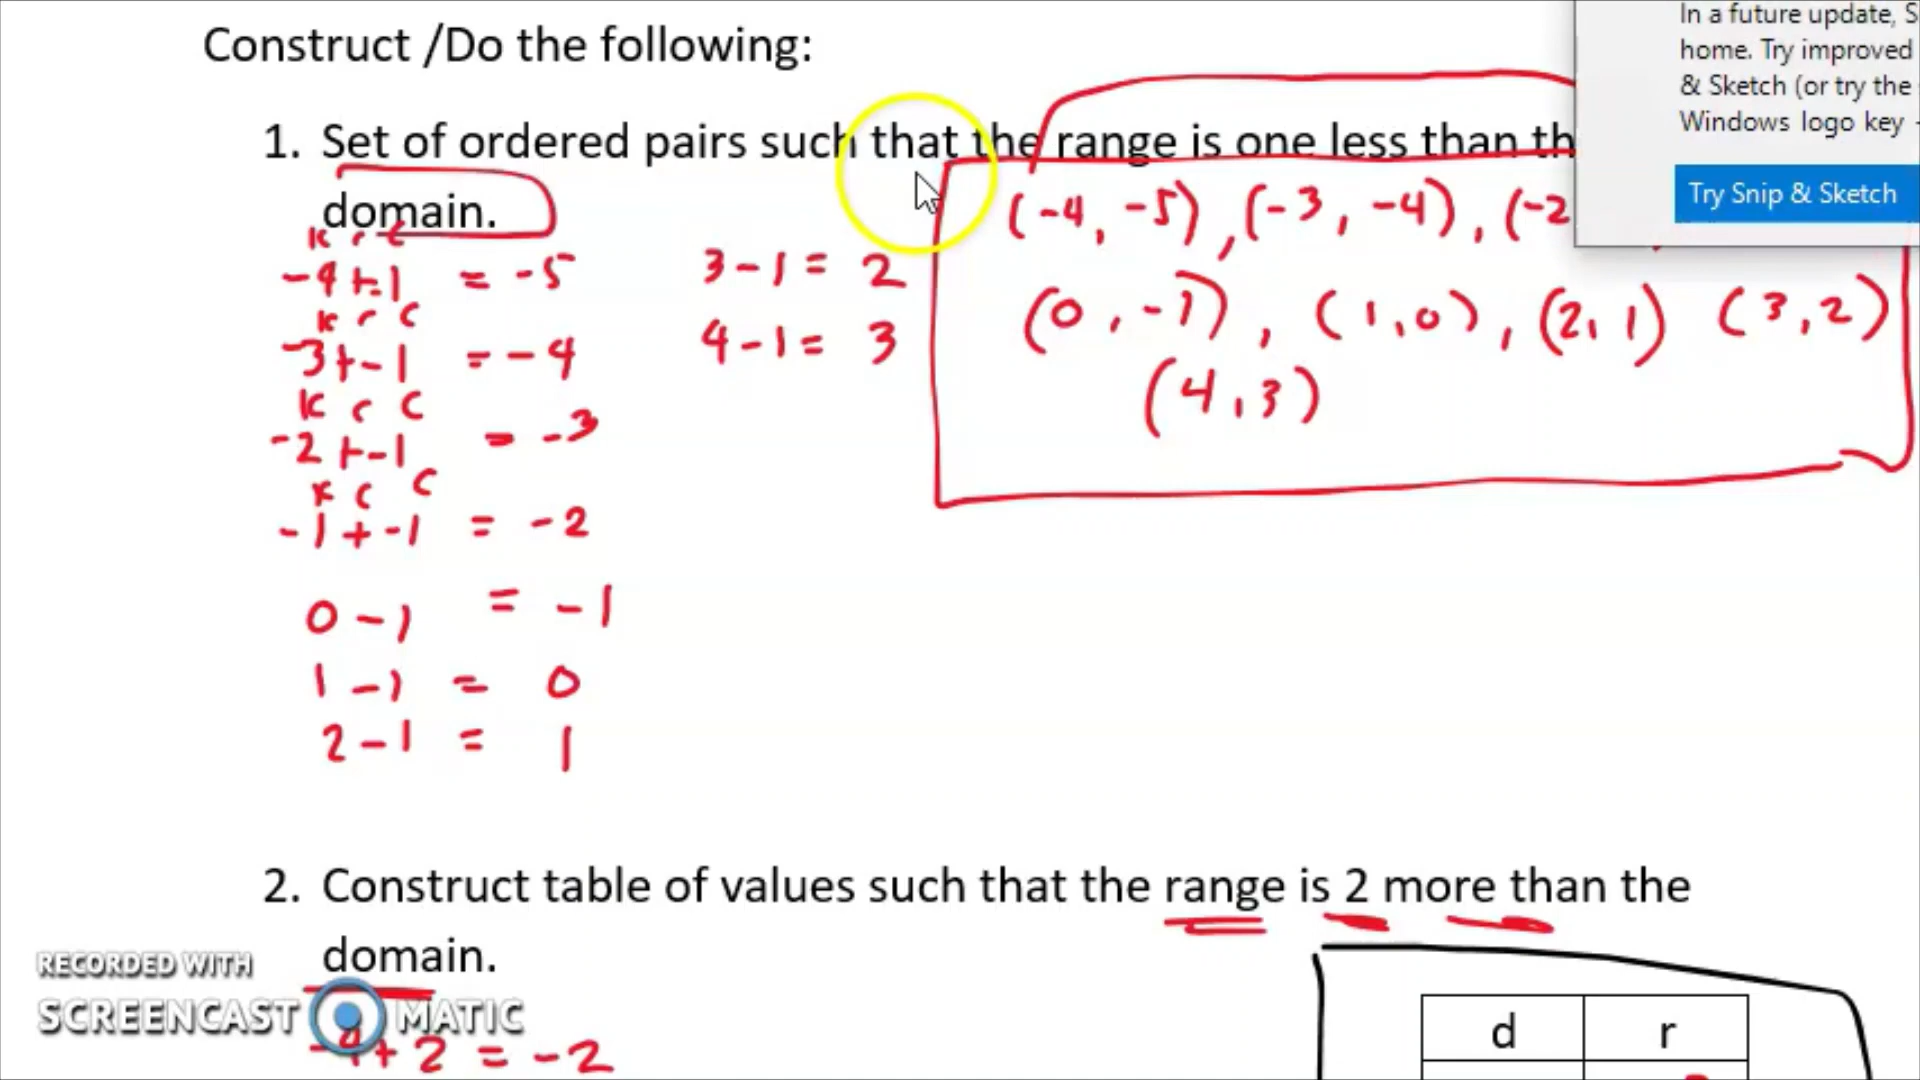 Construct /Do the following:
In a future update, S
home. Try improved
& Sketch (or try the
Windows logo key -
Try Snip & Sketch
1. Set of ordered pairs such that the range is one less than th
domain.
K r C
-4+-1 = -5
K r C
-3+-1 = -4
K C C
-2+-1 = -3
K C C
-1+-1 = -2
0-1 = -1
1-1 = 0
2-1 = 1
3-1= 2
4-1= 3
(-4,-5), (-3,-4), (-2
(0,-1), (1,0), (2,1) (3,2)
(4,3)
2. Construct table of values such that the range is 2 more than the
domain.
-4+2 = -2
d r
RECORDED WITH
SCREENCAST MATIC